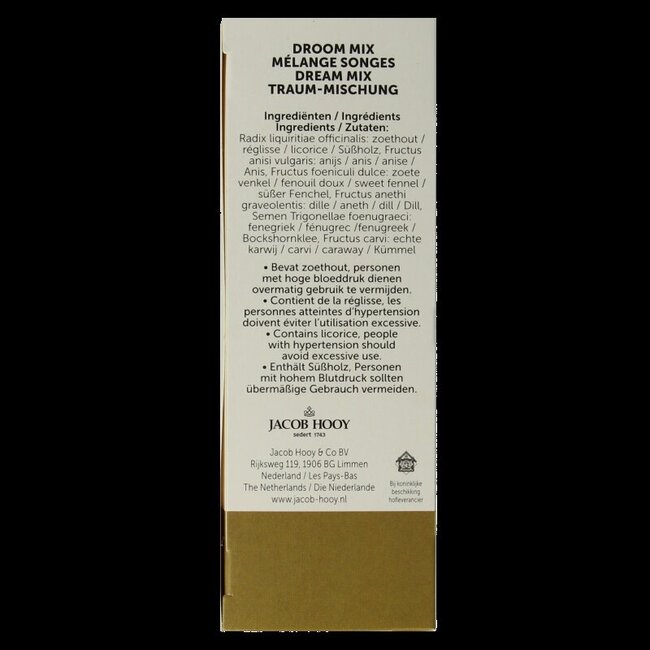 DROOM MIX
MÉLANGE SONGES
DREAM MIX
TRAUM-MISCHUNG
Ingrediënten / Ingrédients
Ingredients / Zutaten:
Radix liquiritiae officinalis: zoethout /
réglisse / licorice / Süßholz, Fructus
anisi vulgaris: anijs / anis / anise /
Anis, Fructus foeniculi dulce: zoete
venkel / fenouil doux / sweet fennel /
süßer Fenchel, Fructus anethi
graveolentis: dille / aneth / dill / Dill,
Semen Trigonellae foenugraeci:
fenegriek / fénugrec /fenugreek /
Bockshornklee, Fructus carvi: echte
karwij / carvi / caraway / Kümmel
• Bevat zoethout, personen
met hoge bloeddruk dienen
overmatig gebruik te vermijden.
• Contient de la réglisse, les
personnes atteintes d'hypertension
doivent éviter l'utilisation excessive.
• Contains licorice, people
with hypertension should
avoid excessive use.
• Enthält Süßholz, Personen
mit hohem Blutdruck sollten
übermäßige Gebrauch vermeiden.
JACOB HOOY
sedert 1743
Jacob Hooy & Co BV
Rijksweg 119, 1906 BG Limmen
Nederland / Les Pays-Bas
The Netherlands / Die Niederlande
www.jacob-hooy.nl
Bij koninklijke
beschikking
hofleverancier